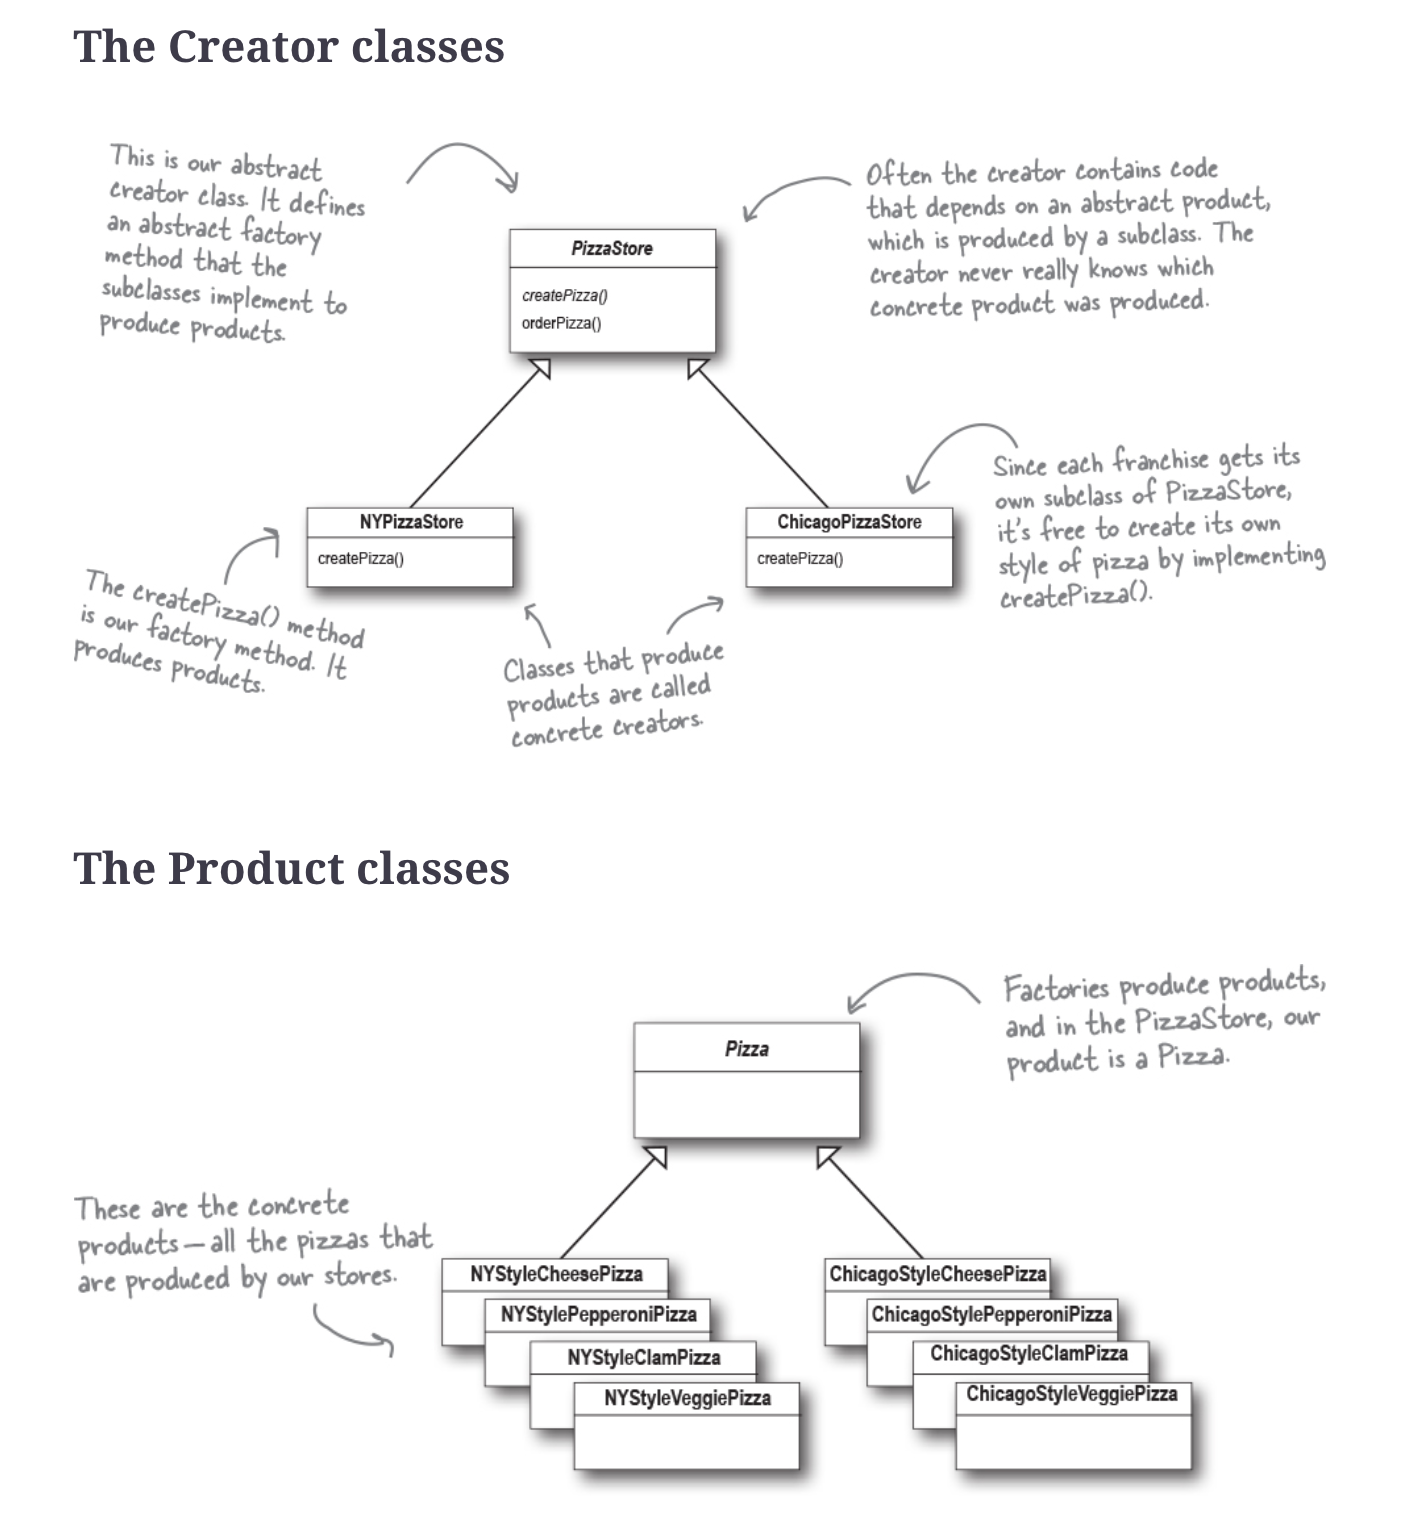 The Creator classes
This is our abstract
creator class. It defines
an abstract factory
method that the
subclasses implement to
produce products.
Often the creator contains code
that depends on an abstract product,
which is produced by a subclass. The
creator never really knows which
concrete product was produced.
PizzaStore
createPizza()
orderPizza()
NYPizzaStore
createPizza()
ChicagoPizzaStore
createPizza()
Since each franchise gets its
own subclass of PizzaStore,
it's free to create its own
style of pizza by implementing
createPizza().
The createPizza() method
is our factory method. It
produces products.
Classes that produce
products are called
concrete creators.
The Product classes
Factories produce products,
and in the PizzaStore, our
product is a Pizza.
Pizza
These are the concrete
products—all the pizzas that
are produced by our stores.
NYStyleCheesePizza
NYStylePepperoniPizza
NYStyleClamPizza
NYStyleVeggiePizza
ChicagoStyleCheesePizza
ChicagoStylePepperoniPizza
ChicagoStyleClamPizza
ChicagoStyleVeggiePizza